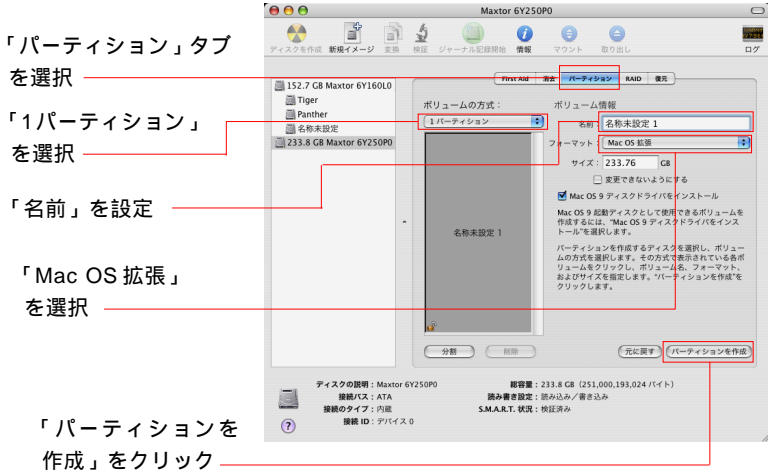 「パーティション」タブ
を選択
「1パーティション」
を選択
「名前」を設定
「Mac OS 拡張」
を選択
「パーティションを
作成」をクリック
Maxtor 6Y250P0
ディスクを作成 新規イメージ 変換 検証 ジャーナル記録開始 情報 マウント 取り出し ログ
152.7 GB Maxtor 6Y160L0
Tiger
Panther
名称未設定
233.8 GB Maxtor 6Y250P0
First Aid 消去 パーティション RAID 復元
ボリュームの方式：
1 パーティション
名称未設定 1
分割 削除
ボリューム情報
名前： 名称未設定 1
フォーマット： Mac OS 拡張
サイズ： 233.76 GB
変更できないようにする
Mac OS 9 ディスクドライバをインストール
Mac OS 9 起動ディスクとして使用できるボリュームを
作成するには、“Mac OS 9 ディスクドライバをインス
トール”を選択します。
パーティションを作成するディスクを選択し、ボリュー
ムの方式を選択します。その方式で表示されている各ボ
リュームをクリックし、ボリューム名、フォーマット、
およびサイズを指定します。“パーティションを作成”を
クリックします。
元に戻す パーティションを作成
ディスクの説明：Maxtor 6Y250P0
接続バス：ATA
接続のタイプ：内蔵
接続 ID：デバイス 0
総容量：233.8 GB（251,000,193,024 バイト）
読み書き設定：読み込み／書き込み
S.M.A.R.T. 状況：検証済み
?